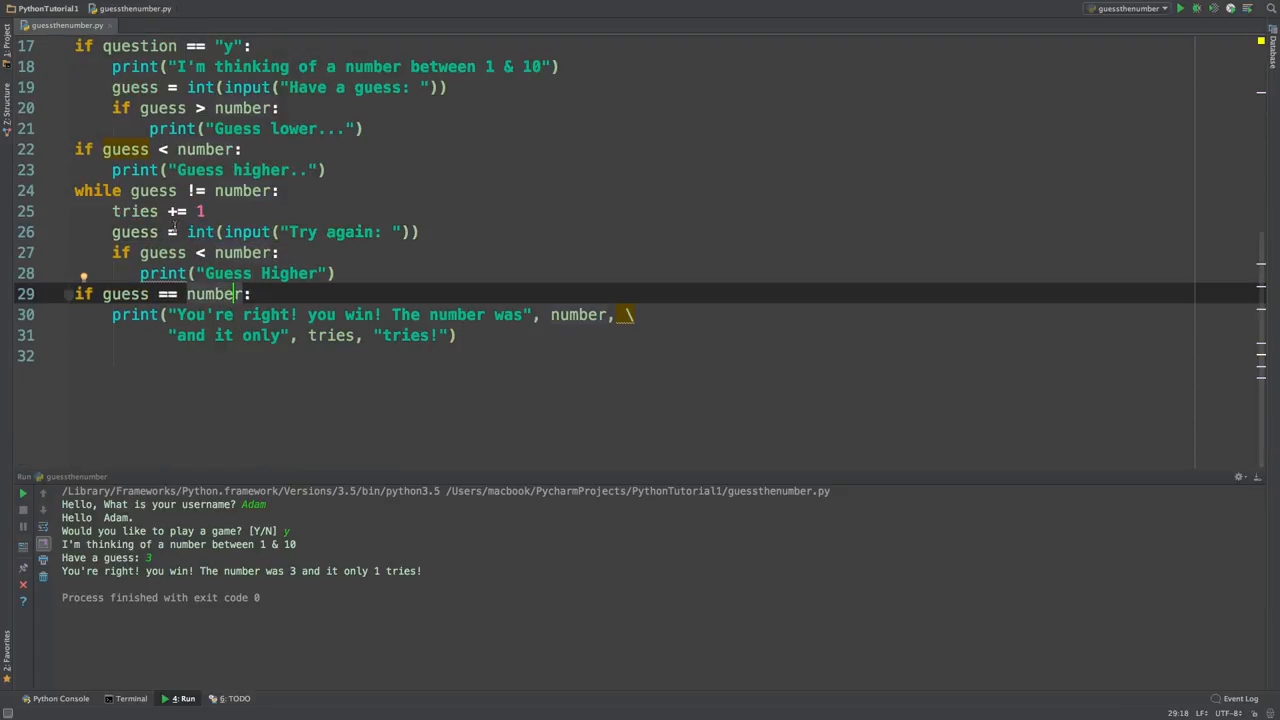 PythonTutorial1 guessthenumber.py guessthenumber
guessthenumber.py
1: Project
Z: Structure
2: Favorites
Database
17 if question == "y":
18 print("I'm thinking of a number between 1 & 10")
19 guess = int(input("Have a guess: "))
20 if guess > number:
21 print("Guess lower...")
22 if guess < number:
23 print("Guess higher..")
24 while guess != number:
25 tries += 1
26 guess = int(input("Try again: "))
27 if guess < number:
28 print("Guess Higher")
29 if guess == number:
30 print("You're right! you win! The number was", number, \
31 "and it only", tries, "tries!")
32
Run guessthenumber
/Library/Frameworks/Python.framework/Versions/3.5/bin/python3.5 /Users/macbook/PycharmProjects/PythonTutorial1/guessthenumber.py
Hello, What is your username? Adam
Hello  Adam.
Would you like to play a game? [Y/N] y
I'm thinking of a number between 1 & 10
Have a guess: 3
You're right! you win! The number was 3 and it only 1 tries!
Process finished with exit code 0
Python Console Terminal 4: Run 6: TODO Event Log
29:18 LF÷ UTF-8÷